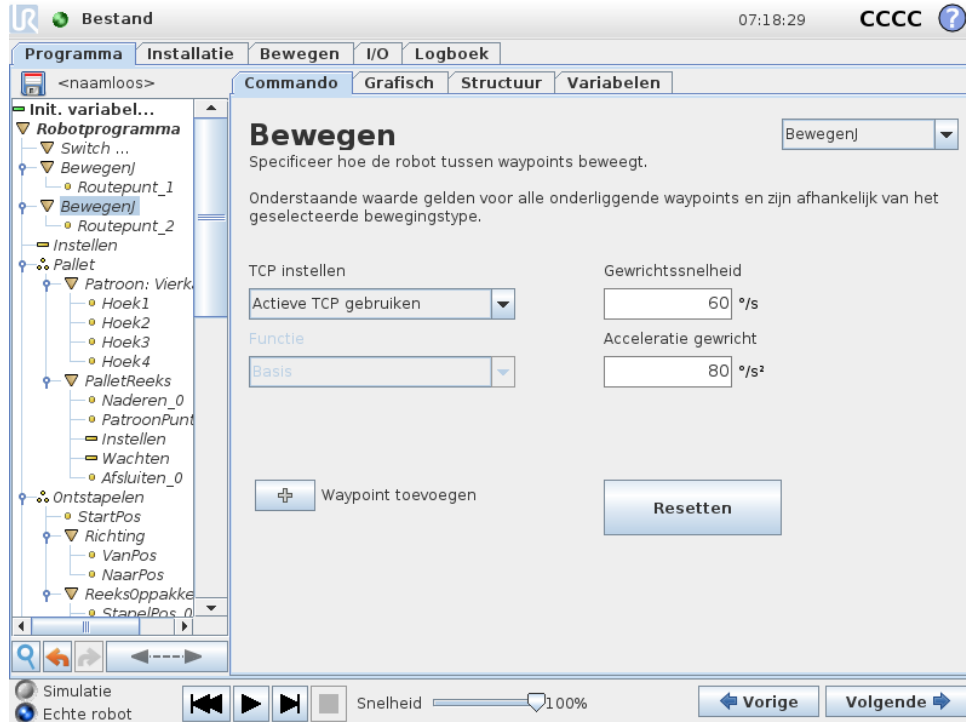 UR Bestand 07:18:29 CCCC ?
Programma Installatie Bewegen I/O Logboek
<naamloos>
Commando Grafisch Structuur Variabelen
Init. variabel...
Robotprogramma
Switch ...
BewegenJ
Routepunt_1
BewegenJ
Routepunt_2
Instellen
Pallet
Patroon: Vierk
Hoek1
Hoek2
Hoek3
Hoek4
PalletReeks
Naderen_0
PatroonPunt
Instellen
Wachten
Afsluiten_0
Ontstapelen
StartPos
Richting
VanPos
NaarPos
ReeksOppakke
StapelPos_0
Bewegen
BewegenJ
Specificeer hoe de robot tussen waypoints beweegt.
Onderstaande waarde gelden voor alle onderliggende waypoints en zijn afhankelijk van het
geselecteerde bewegingstype.
TCP instellen
Actieve TCP gebruiken
Functie
Basis
Gewrichtssnelheid
60 °/s
Acceleratie gewricht
80 °/s²
Waypoint toevoegen
Resetten
Simulatie
Echte robot
Snelheid 100%
Vorige
Volgende